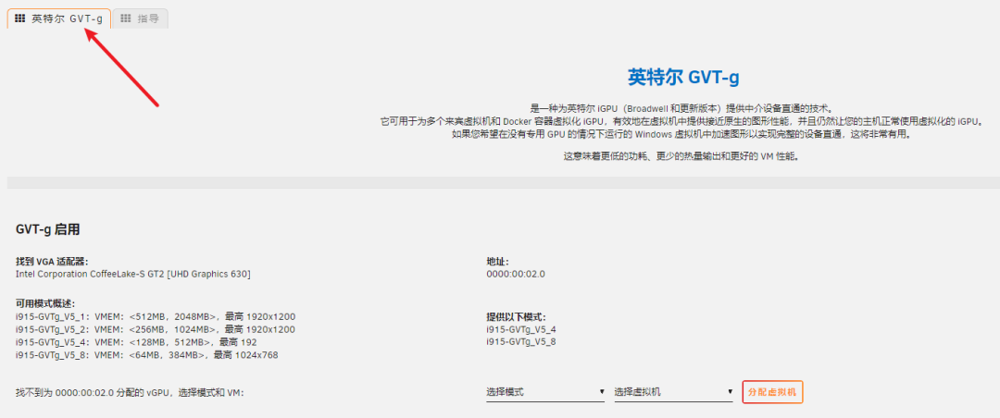 英特尔 GVT-g 指导
英特尔 GVT-g
是一种为英特尔 iGPU（Broadwell 和更新版本）提供中介设备直通的技术。
它可用于为多个来宾虚拟机和 Docker 容器虚拟化 iGPU，有效地在虚拟机中提供接近原生的图形性能，并且仍然让您的主机正常使用虚拟化的 iGPU。
如果您希望在没有专用 GPU 的情况下运行的 Windows 虚拟机中加速图形以实现完整的设备直通，这将非常有用。
这意味着更低的功耗、更少的热量输出和更好的 VM 性能。
GVT-g 启用
找到 VGA 适配器：
Intel Corporation CoffeeLake-S GT2 [UHD Graphics 630]
地址：
0000:00:02.0
可用模式概述：
i915-GVTg_V5_1：VMEM：<512MB，2048MB>，最高 1920x1200
i915-GVTg_V5_2：VMEM：<256MB，1024MB>，最高 1920x1200
i915-GVTg_V5_4：VMEM：<128MB，512MB>，最高 192
i915-GVTg_V5_8：VMEM：<64MB，384MB>，最高 1024x768
提供以下模式：
i915-GVTg_V5_4
i915-GVTg_V5_8
找不到为 0000:00:02.0 分配的 vGPU，选择模式和 VM： 选择模式 选择虚拟机 分配虚拟机